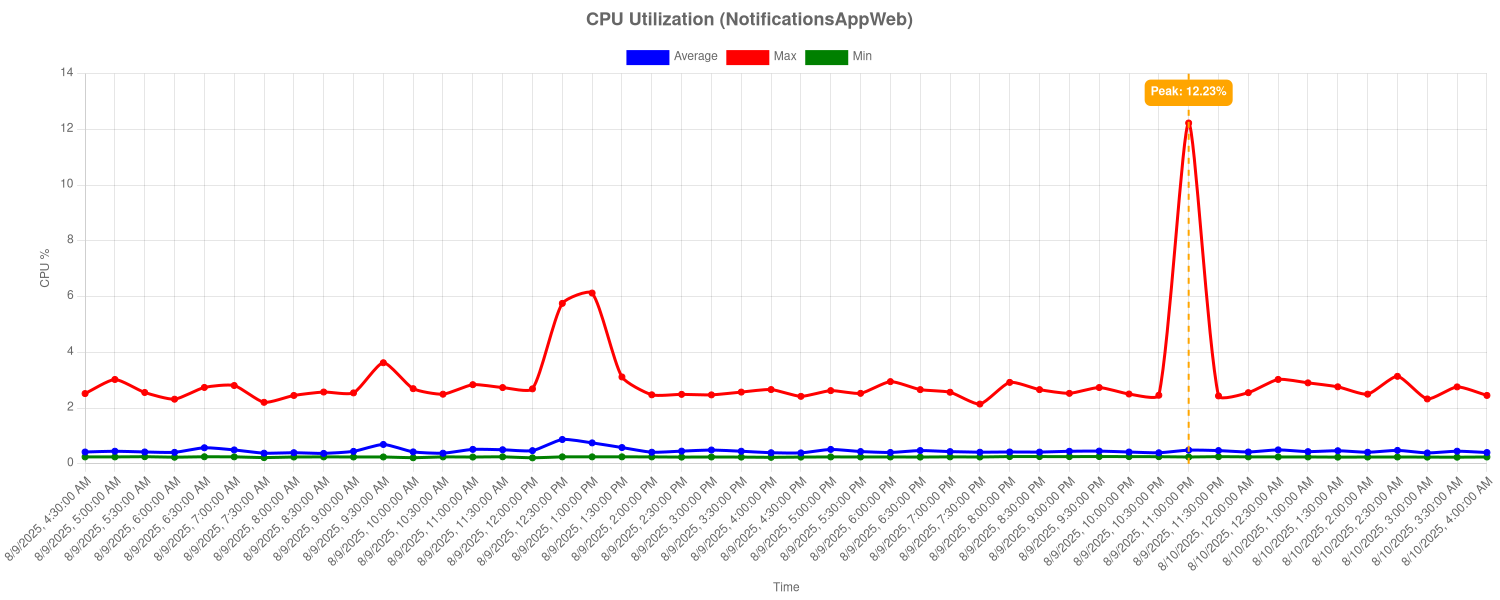 CPU Utilization (NotificationsAppWeb)
Average Max Min
Peak: 12.23%
14
12
10
8
6
4
2
0
CPU %
8/9/2025, 4:30:00 AM
8/9/2025, 5:00:00 AM
8/9/2025, 5:30:00 AM
8/9/2025, 6:00:00 AM
8/9/2025, 6:30:00 AM
8/9/2025, 7:00:00 AM
8/9/2025, 7:30:00 AM
8/9/2025, 8:00:00 AM
8/9/2025, 8:30:00 AM
8/9/2025, 9:00:00 AM
8/9/2025, 9:30:00 AM
8/9/2025, 10:00:00 AM
8/9/2025, 10:30:00 AM
8/9/2025, 11:00:00 AM
8/9/2025, 11:30:00 AM
8/9/2025, 12:00:00 PM
8/9/2025, 12:30:00 PM
8/9/2025, 1:00:00 PM
8/9/2025, 1:30:00 PM
8/9/2025, 2:00:00 PM
8/9/2025, 2:30:00 PM
8/9/2025, 3:00:00 PM
8/9/2025, 3:30:00 PM
8/9/2025, 4:00:00 PM
8/9/2025, 4:30:00 PM
8/9/2025, 5:00:00 PM
8/9/2025, 5:30:00 PM
8/9/2025, 6:00:00 PM
8/9/2025, 6:30:00 PM
8/9/2025, 7:00:00 PM
8/9/2025, 7:30:00 PM
8/9/2025, 8:00:00 PM
8/9/2025, 8:30:00 PM
8/9/2025, 9:00:00 PM
8/9/2025, 9:30:00 PM
8/9/2025, 10:00:00 PM
8/9/2025, 10:30:00 PM
8/9/2025, 11:00:00 PM
8/9/2025, 11:30:00 PM
8/10/2025, 12:00:00 AM
8/10/2025, 12:30:00 AM
8/10/2025, 1:00:00 AM
8/10/2025, 1:30:00 AM
8/10/2025, 2:00:00 AM
8/10/2025, 2:30:00 AM
8/10/2025, 3:00:00 AM
8/10/2025, 3:30:00 AM
8/10/2025, 4:00:00 AM
Time